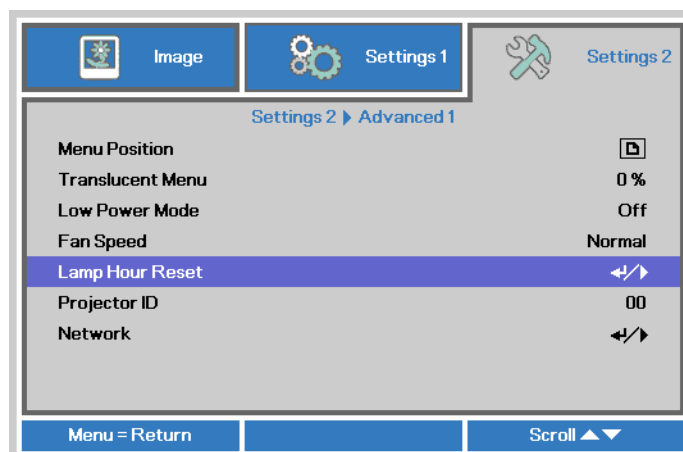 Image
Settings 1
Settings 2
Settings 2 Advanced 1
Menu Position
Translucent Menu 0 %
Low Power Mode Off
Fan Speed Normal
Lamp Hour Reset
Projector ID 00
Network
Menu = Return
Scroll